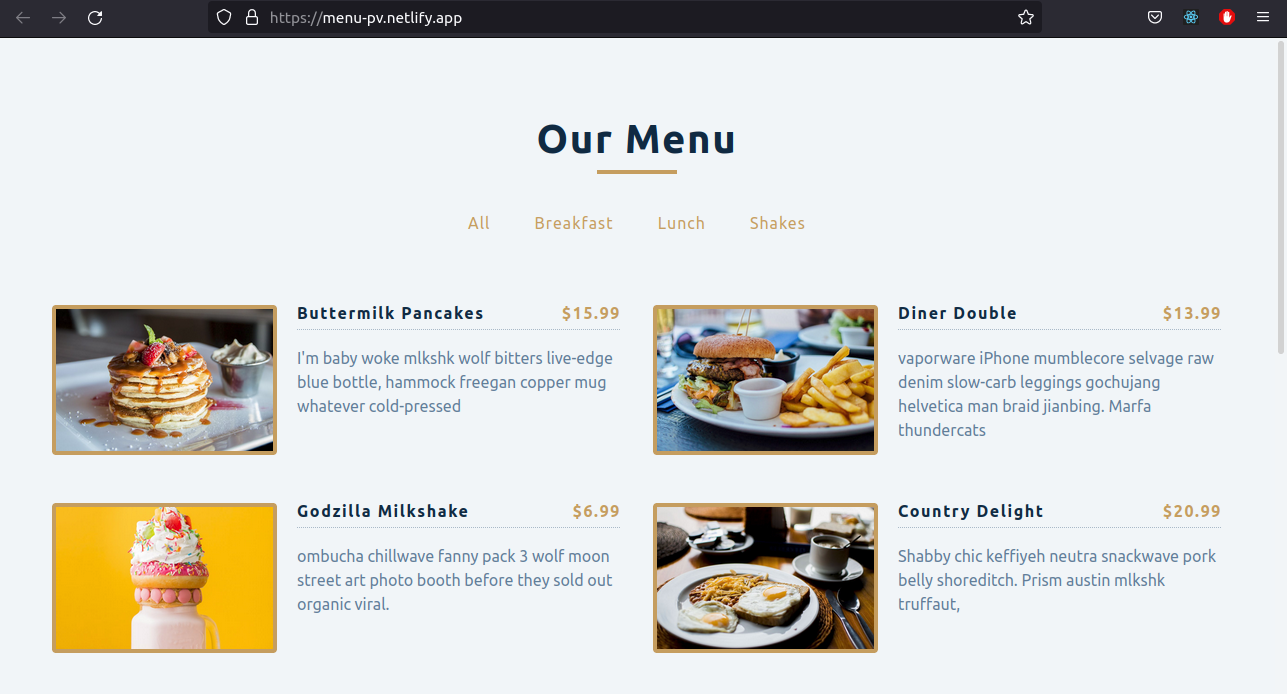 https://menu-pv.netlify.app
Our Menu
All Breakfast Lunch Shakes
Buttermilk Pancakes $15.99
I'm baby woke mlkshk wolf bitters live-edge
blue bottle, hammock freegan copper mug
whatever cold-pressed
Diner Double $13.99
vaporware iPhone mumblecore selvage raw
denim slow-carb leggings gochujang
helvetica man braid jianbing. Marfa
thundercats
Godzilla Milkshake $6.99
ombucha chillwave fanny pack 3 wolf moon
street art photo booth before they sold out
organic viral.
Country Delight $20.99
Shabby chic keffiyeh neutra snackwave pork
belly shoreditch. Prism austin mlkshk
truffaut,